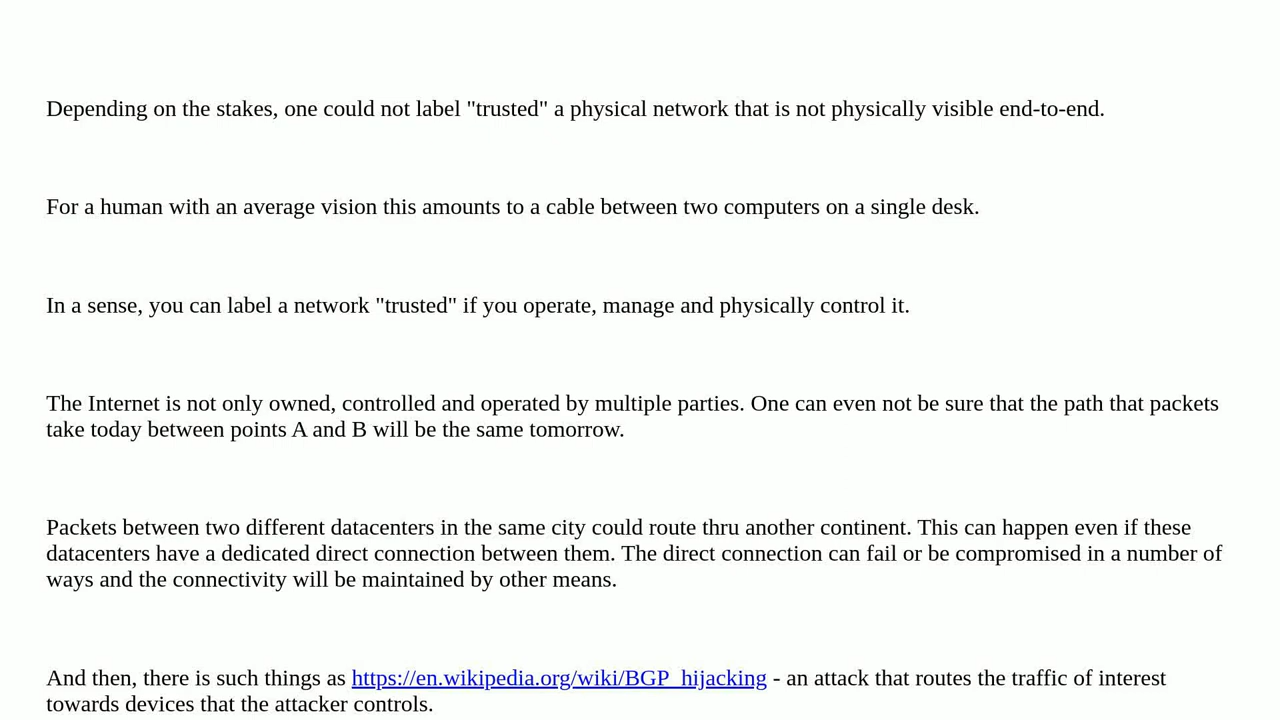 Depending on the stakes, one could not label "trusted" a physical network that is not physically visible end-to-end.
For a human with an average vision this amounts to a cable between two computers on a single desk.
In a sense, you can label a network "trusted" if you operate, manage and physically control it.
The Internet is not only owned, controlled and operated by multiple parties. One can even not be sure that the path that packets
take today between points A and B will be the same tomorrow.
Packets between two different datacenters in the same city could route thru another continent. This can happen even if these
datacenters have a dedicated direct connection between them. The direct connection can fail or be compromised in a number of
ways and the connectivity will be maintained by other means.
And then, there is such things as https://en.wikipedia.org/wiki/BGP_hijacking - an attack that routes the traffic of interest
towards devices that the attacker controls.